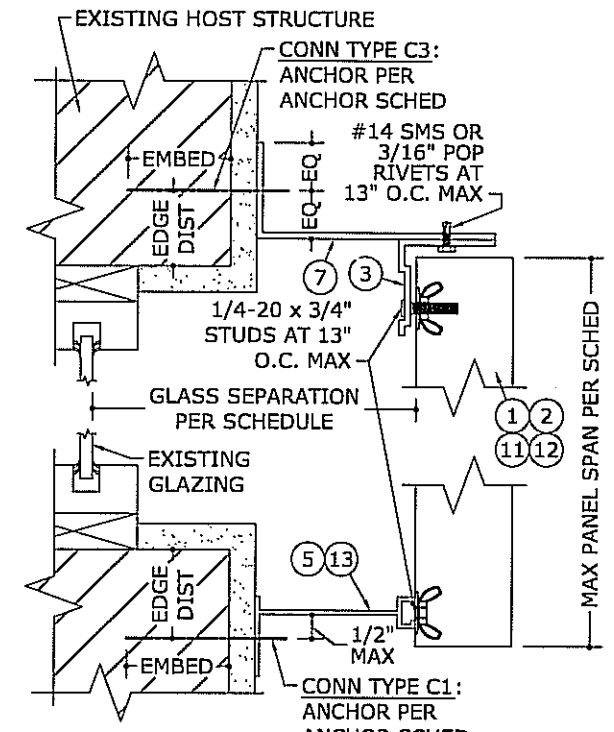 EXISTING HOST STRUCTURE
CONN TYPE C3:
ANCHOR PER
ANCHOR SCHED
#14 SMS OR
3/16" POP
RIVETS AT
13" O.C. MAX
EMBED
EQ
EQ
EDGE
DIST
7
3
1/4-20 x 3/4"
STUDS AT 13"
O.C. MAX
GLASS SEPARATION
PER SCHEDULE
1 2
11 12
MAX PANEL SPAN PER SCHED
EXISTING
GLAZING
5 13
EDGE
DIST
1/2"
MAX
EMBED
CONN TYPE C1:
ANCHOR PER
ANCHOR SCHED